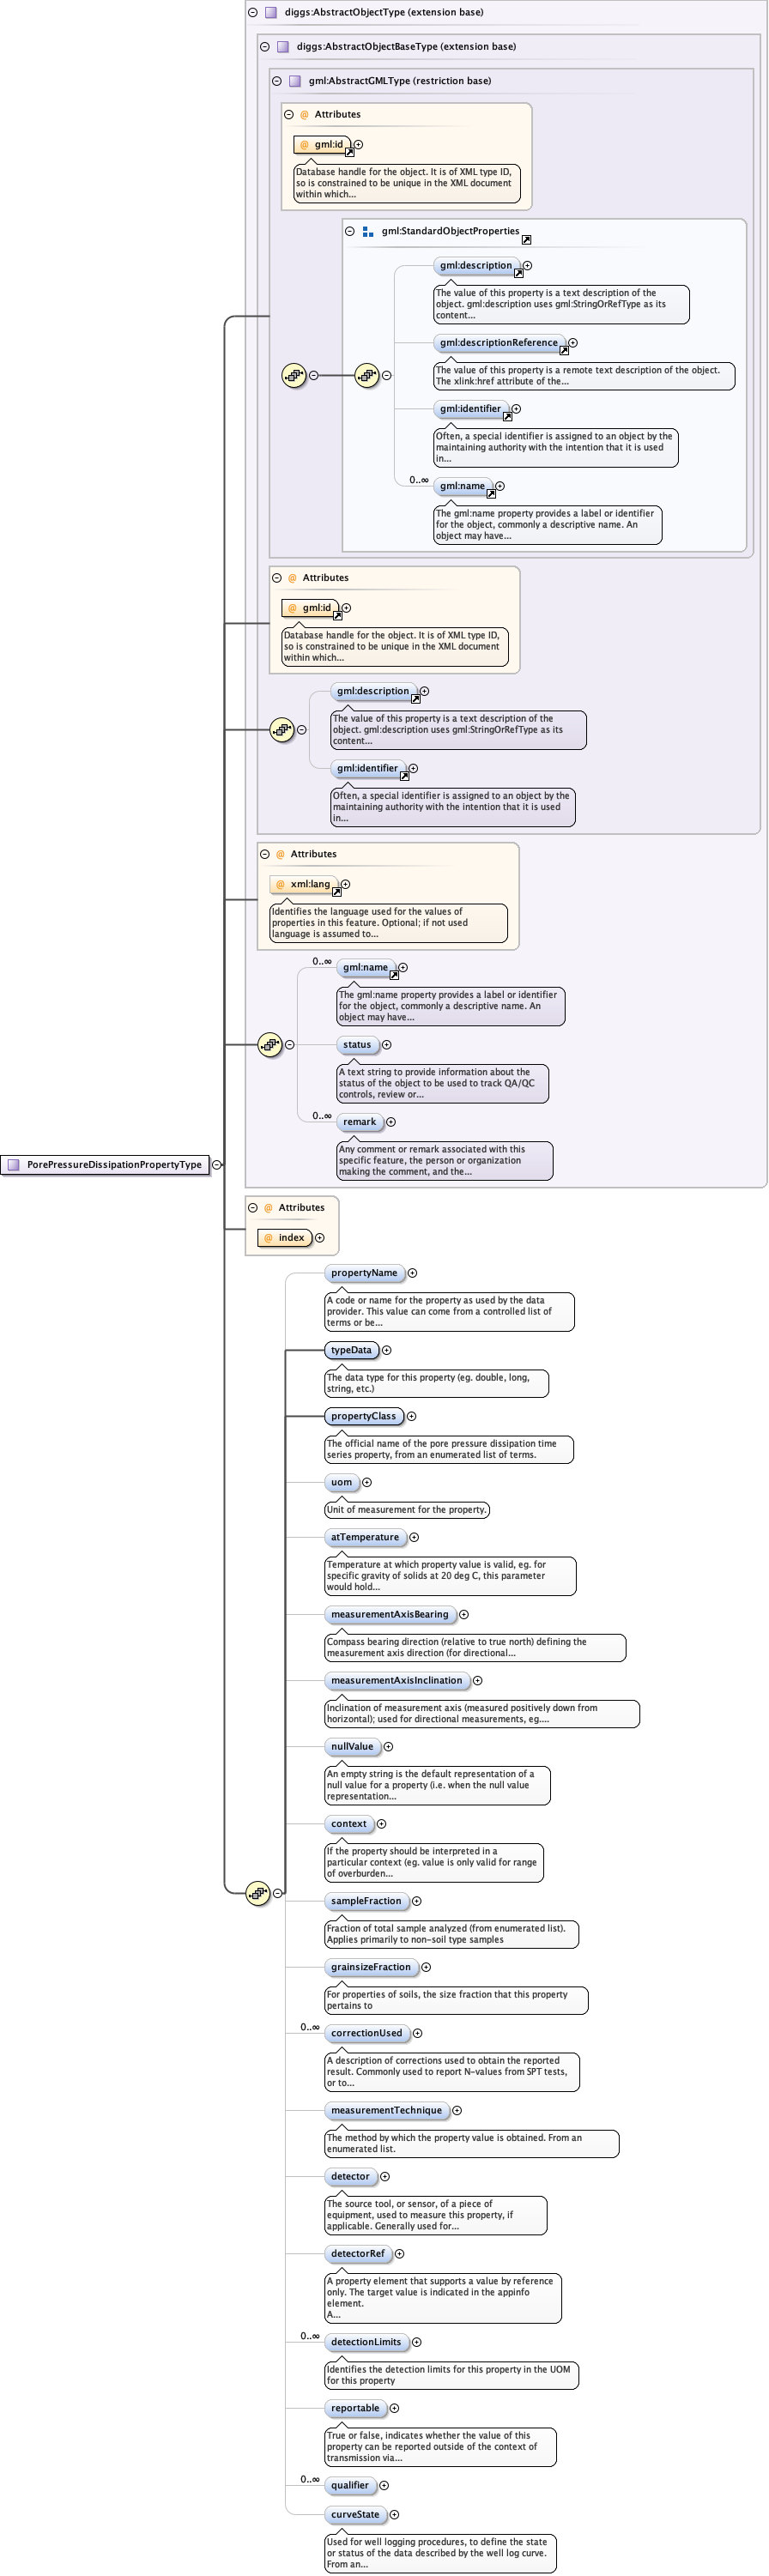 diggs:AbstractObjectType (extension base)
diggs:AbstractObjectBaseType (extension base)
gml:AbstractGMLType (restriction base)
@ Attributes
@ gml:id
Database handle for the object. It is of XML type ID,
so is constrained to be unique in the XML document
within which...
gml:StandardObjectProperties
gml:description
The value of this property is a text description of the
object. gml:description uses gml:StringOrRefType as its
content...
gml:descriptionReference
The value of this property is a remote text description of the object.
The xlink:href attribute of the...
gml:identifier
Often, a special identifier is assigned to an object by the
maintaining authority with the intention that it is used
in...
0..∞
gml:name
The gml:name property provides a label or identifier
for the object, commonly a descriptive name. An
object may have...
@ Attributes
@ gml:id
Database handle for the object. It is of XML type ID,
so is constrained to be unique in the XML document
within which...
gml:description
The value of this property is a text description of the
object. gml:description uses gml:StringOrRefType as its
content...
gml:identifier
Often, a special identifier is assigned to an object by the
maintaining authority with the intention that it is used
in...
@ Attributes
@ xml:lang
Identifies the language used for the values of
properties in this feature. Optional; if not used
language is assumed to...
0..∞
gml:name
The gml:name property provides a label or identifier
for the object, commonly a descriptive name. An
object may have...
status
A text string to provide information about the
status of the object to be used to track QA/QC
controls, review or...
0..∞
remark
Any comment or remark associated with this
specific feature, the person or organization
making the comment, and the...
PorePressureDissipationPropertyType
@ Attributes
@ index
propertyName
A code or name for the property as used by the data
provider. This value can come from a controlled list of
terms or be...
typeData
The data type for this property (eg. double, long,
string, etc.)
propertyClass
The official name of the pore pressure dissipation time
series property, from an enumerated list of terms.
uom
Unit of measurement for the property.
atTemperature
Temperature at which property value is valid, eg. for
specific gravity of solids at 20 deg C, this parameter
would hold...
measurementAxisBearing
Compass bearing direction (relative to true north) defining the
measurement axis direction (for directional...
measurementAxisInclination
Inclination of measurement axis (measured positively down from
horizontal); used for directional measurements, eg....
nullValue
An empty string is the default representation of a
null value for a property (i.e. when the null value
representation...
context
If the property should be interpreted in a
particular context (eg. value is only valid for range
of overburden...
sampleFraction
Fraction of total sample analyzed (from enumerated list).
Applies primarily to non-soil type samples
grainsizeFraction
For properties of soils, the size fraction that this property
pertains to
0..∞
correctionUsed
A description of corrections used to obtain the reported
result. Commonly used to report N-values from SPT tests,
or to...
measurementTechnique
The method by which the property value is obtained. From an
enumerated list.
detector
The source tool, or sensor, of a piece of
equipment, used to measure this property, if
applicable. Generally used for...
detectorRef
A property element that supports a value by reference
only. The target value is indicated in the appinfo
element.
A...
0..∞
detectionLimits
Identifies the detection limits for this property in the UOM
for this property
reportable
True or false, indicates whether the value of this
property can be reported outside of the context of
transmission via...
0..∞
qualifier
curveState
Used for well logging procedures, to define the state
or status of the data described by the well log curve.
From an...